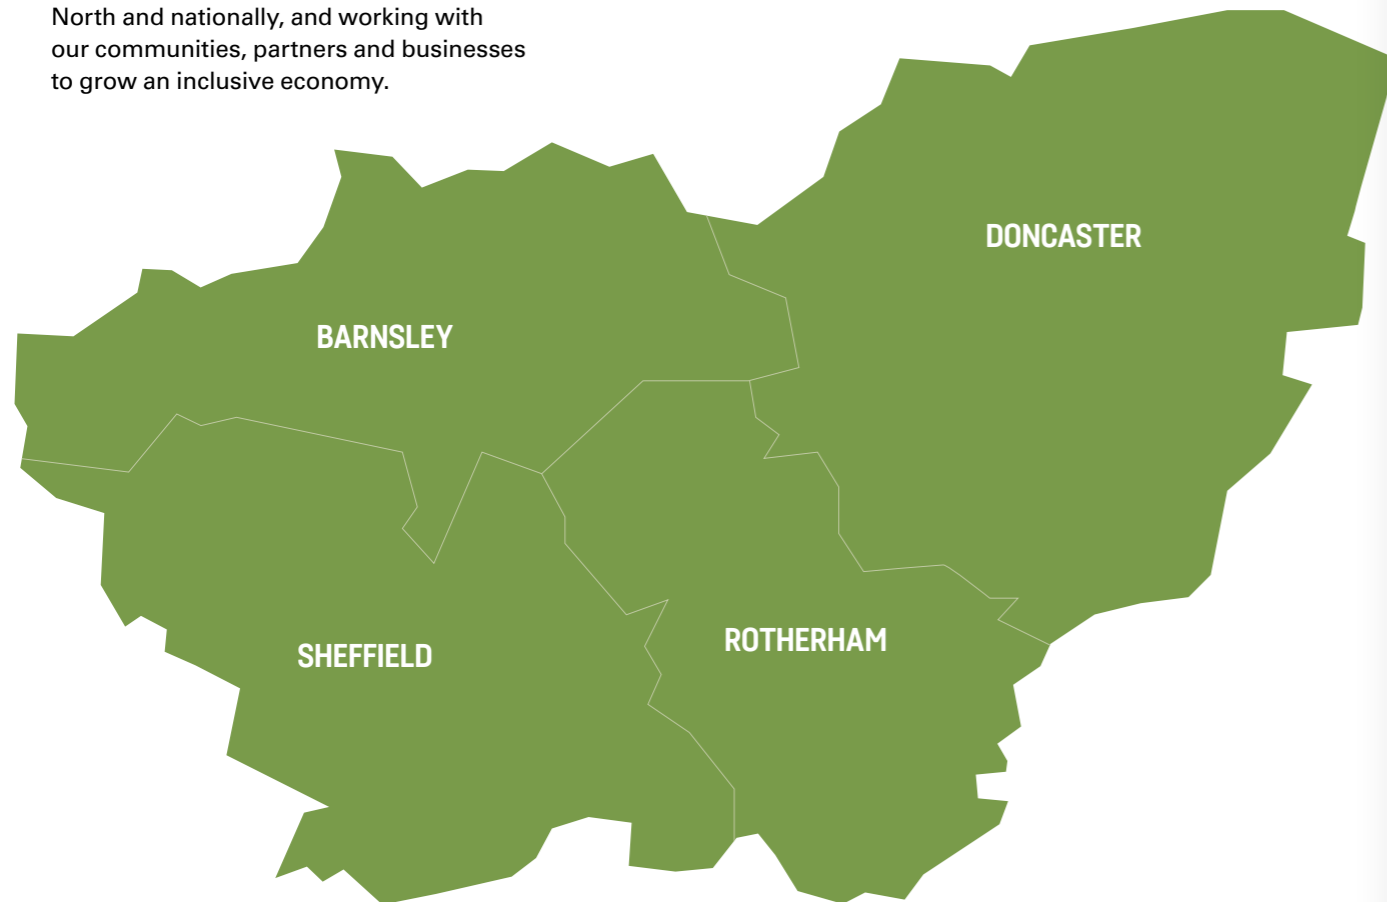 North and nationally, and working with
our communities, partners and businesses
to grow an inclusive economy.
DONCASTER
BARNSLEY
ROTHERHAM
SHEFFIELD